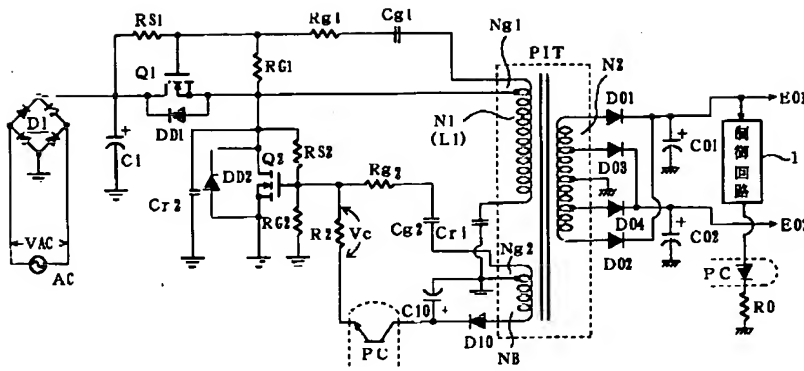 RS1
Rg1
Cg1
Ng1
PIT
Q1
RG1
N2
D1
DD1
N1
(L1)
D01
E01
C1
Q2
RS2
C01
制御回路
1
DD2
Rg2
D03
Cr2
RG2
R2
Vc
Cg2
Cr1
D04
C02
E02
VAC
Ng2
D02
AC
C10
PC
R0
PC
D10
NB